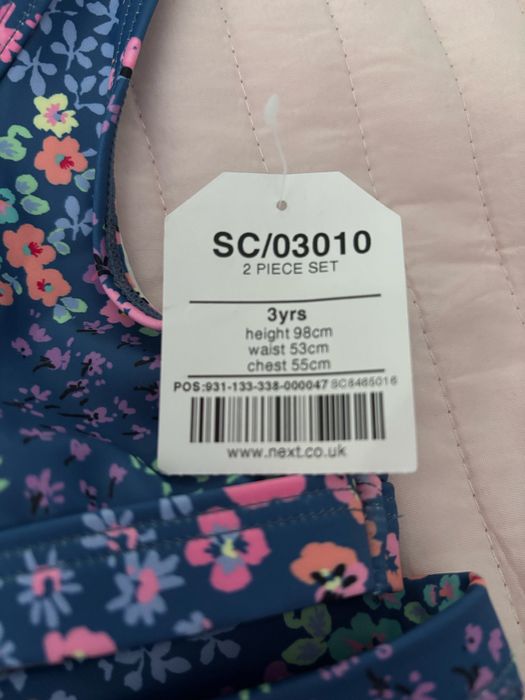 SC/03010
2 PIECE SET
3yrs
height 98cm
waist 53cm
chest 55cm
POS:931-133-338-000047 SC8465016
www.next.co.uk